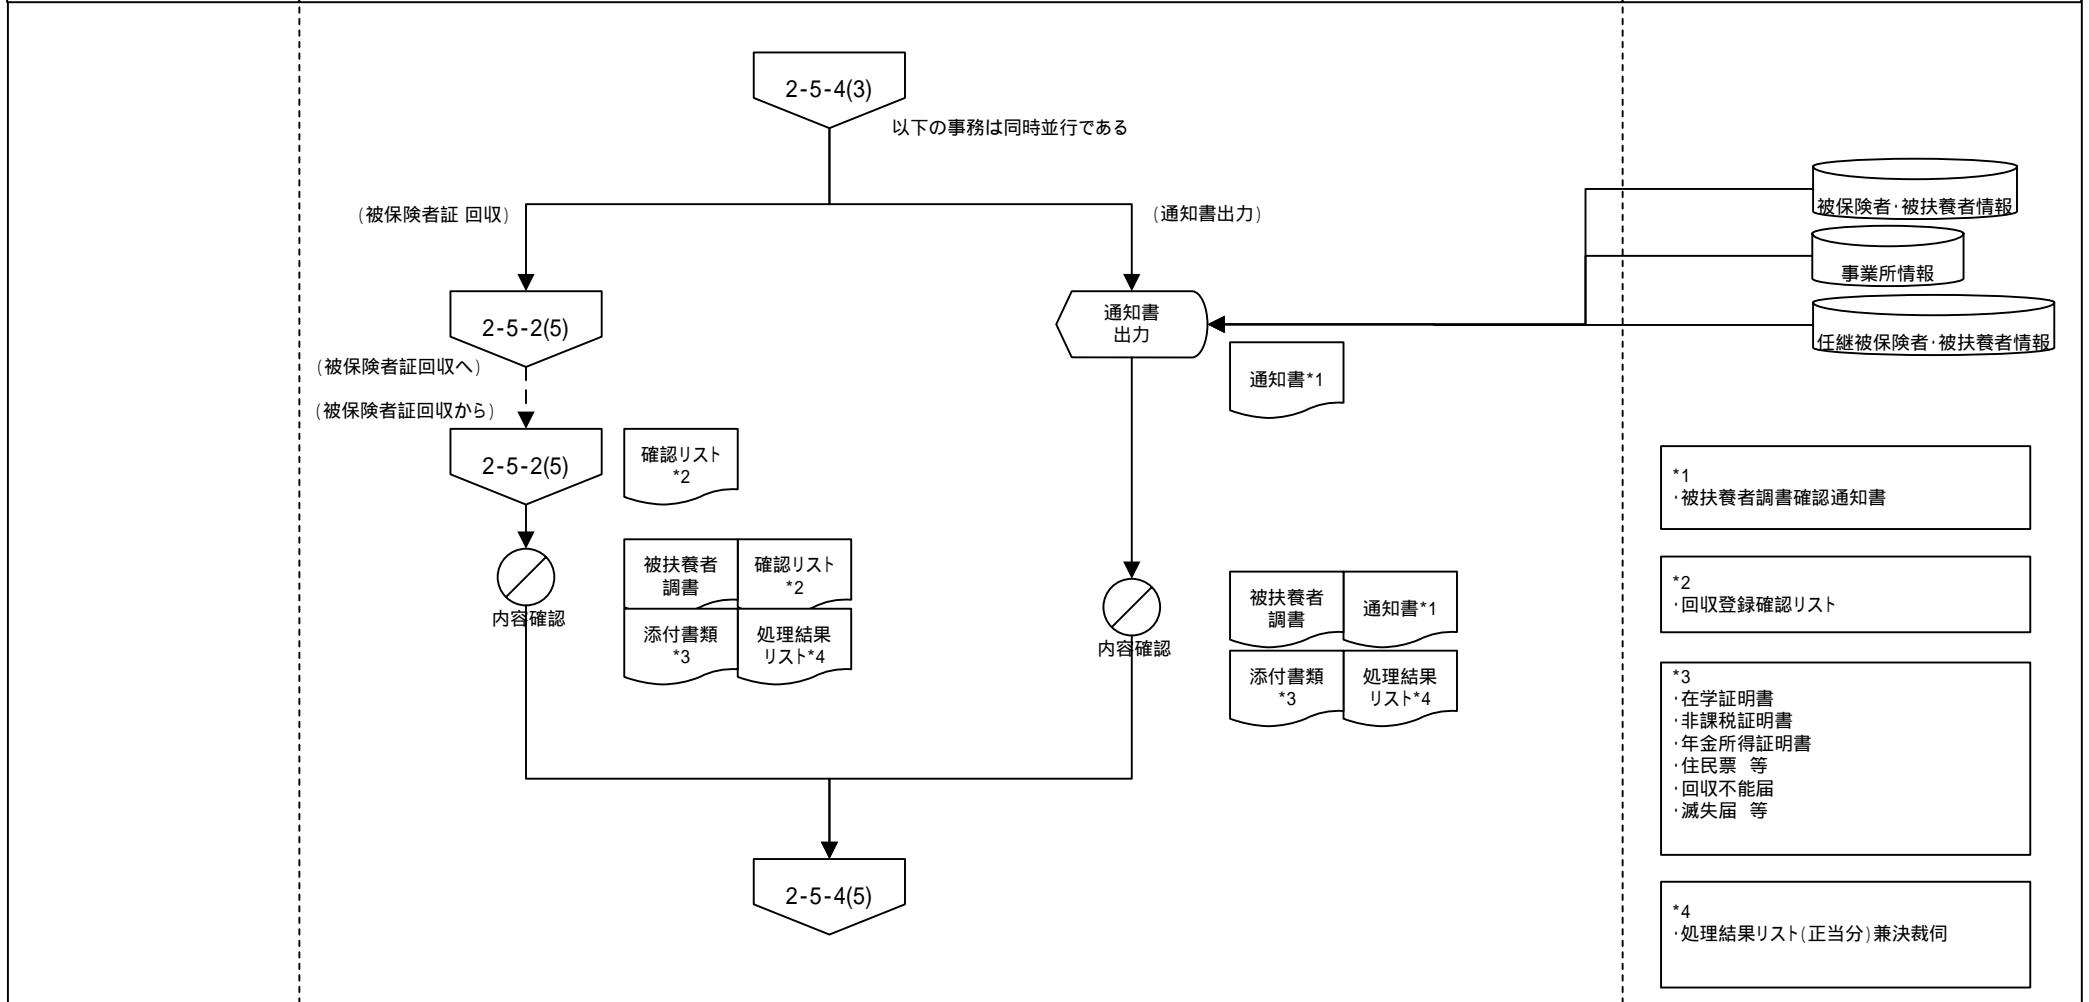 2-5-4(3)
以下の事務は同時並行である
(被保険者証 回収)
(通知書出力)
被保険者・被扶養者情報
事業所情報
任継被保険者・被扶養者情報
2-5-2(5)
通知書
出力
(被保険者証回収へ)
通知書*1
(被保険者証回収から)
2-5-2(5)
確認リスト
*2
内容確認
被扶養者
調書
確認リスト
*2
添付書類
*3
処理結果
リスト*4
内容確認
被扶養者
調書
通知書*1
添付書類
*3
処理結果
リスト*4
2-5-4(5)
*1
・被扶養者調書確認通知書
*2
・回収登録確認リスト
*3
・在学証明書
・非課税証明書
・年金所得証明書
・住民票 等
・回収不能届
・滅失届 等
*4
・処理結果リスト(正当分)兼決裁伺